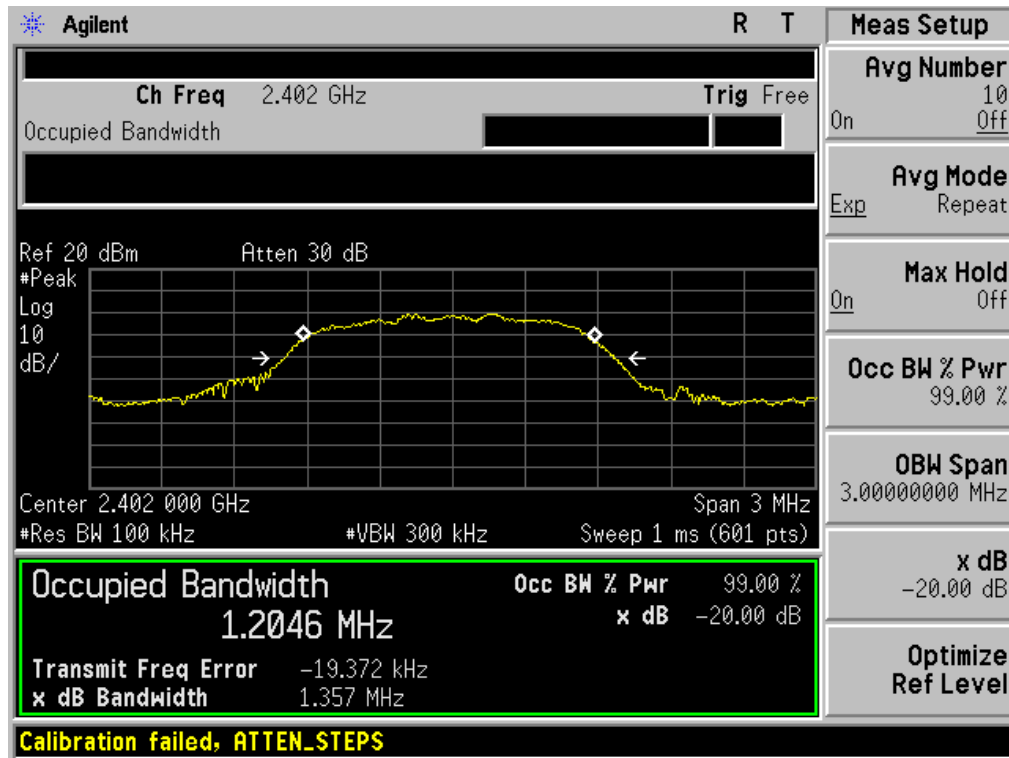 Agilent R T
Ch Freq 2.402 GHz Trig Free
Occupied Bandwidth
Ref 20 dBm Atten 30 dB
#Peak
Log
10
dB/
Center 2.402 000 GHz Span 3 MHz
#Res BW 100 kHz #VBW 300 kHz Sweep 1 ms (601 pts)
Occupied Bandwidth Occ BW % Pwr 99.00 %
1.2046 MHz x dB -20.00 dB
Transmit Freq Error -19.372 kHz
x dB Bandwidth 1.357 MHz
Calibration failed, ATTEN_STEPS
Meas Setup
Avg Number
10
On Off
Avg Mode
Exp Repeat
Max Hold
On Off
Occ BW % Pwr
99.00 %
OBW Span
3.00000000 MHz
x dB
-20.00 dB
Optimize
Ref Level